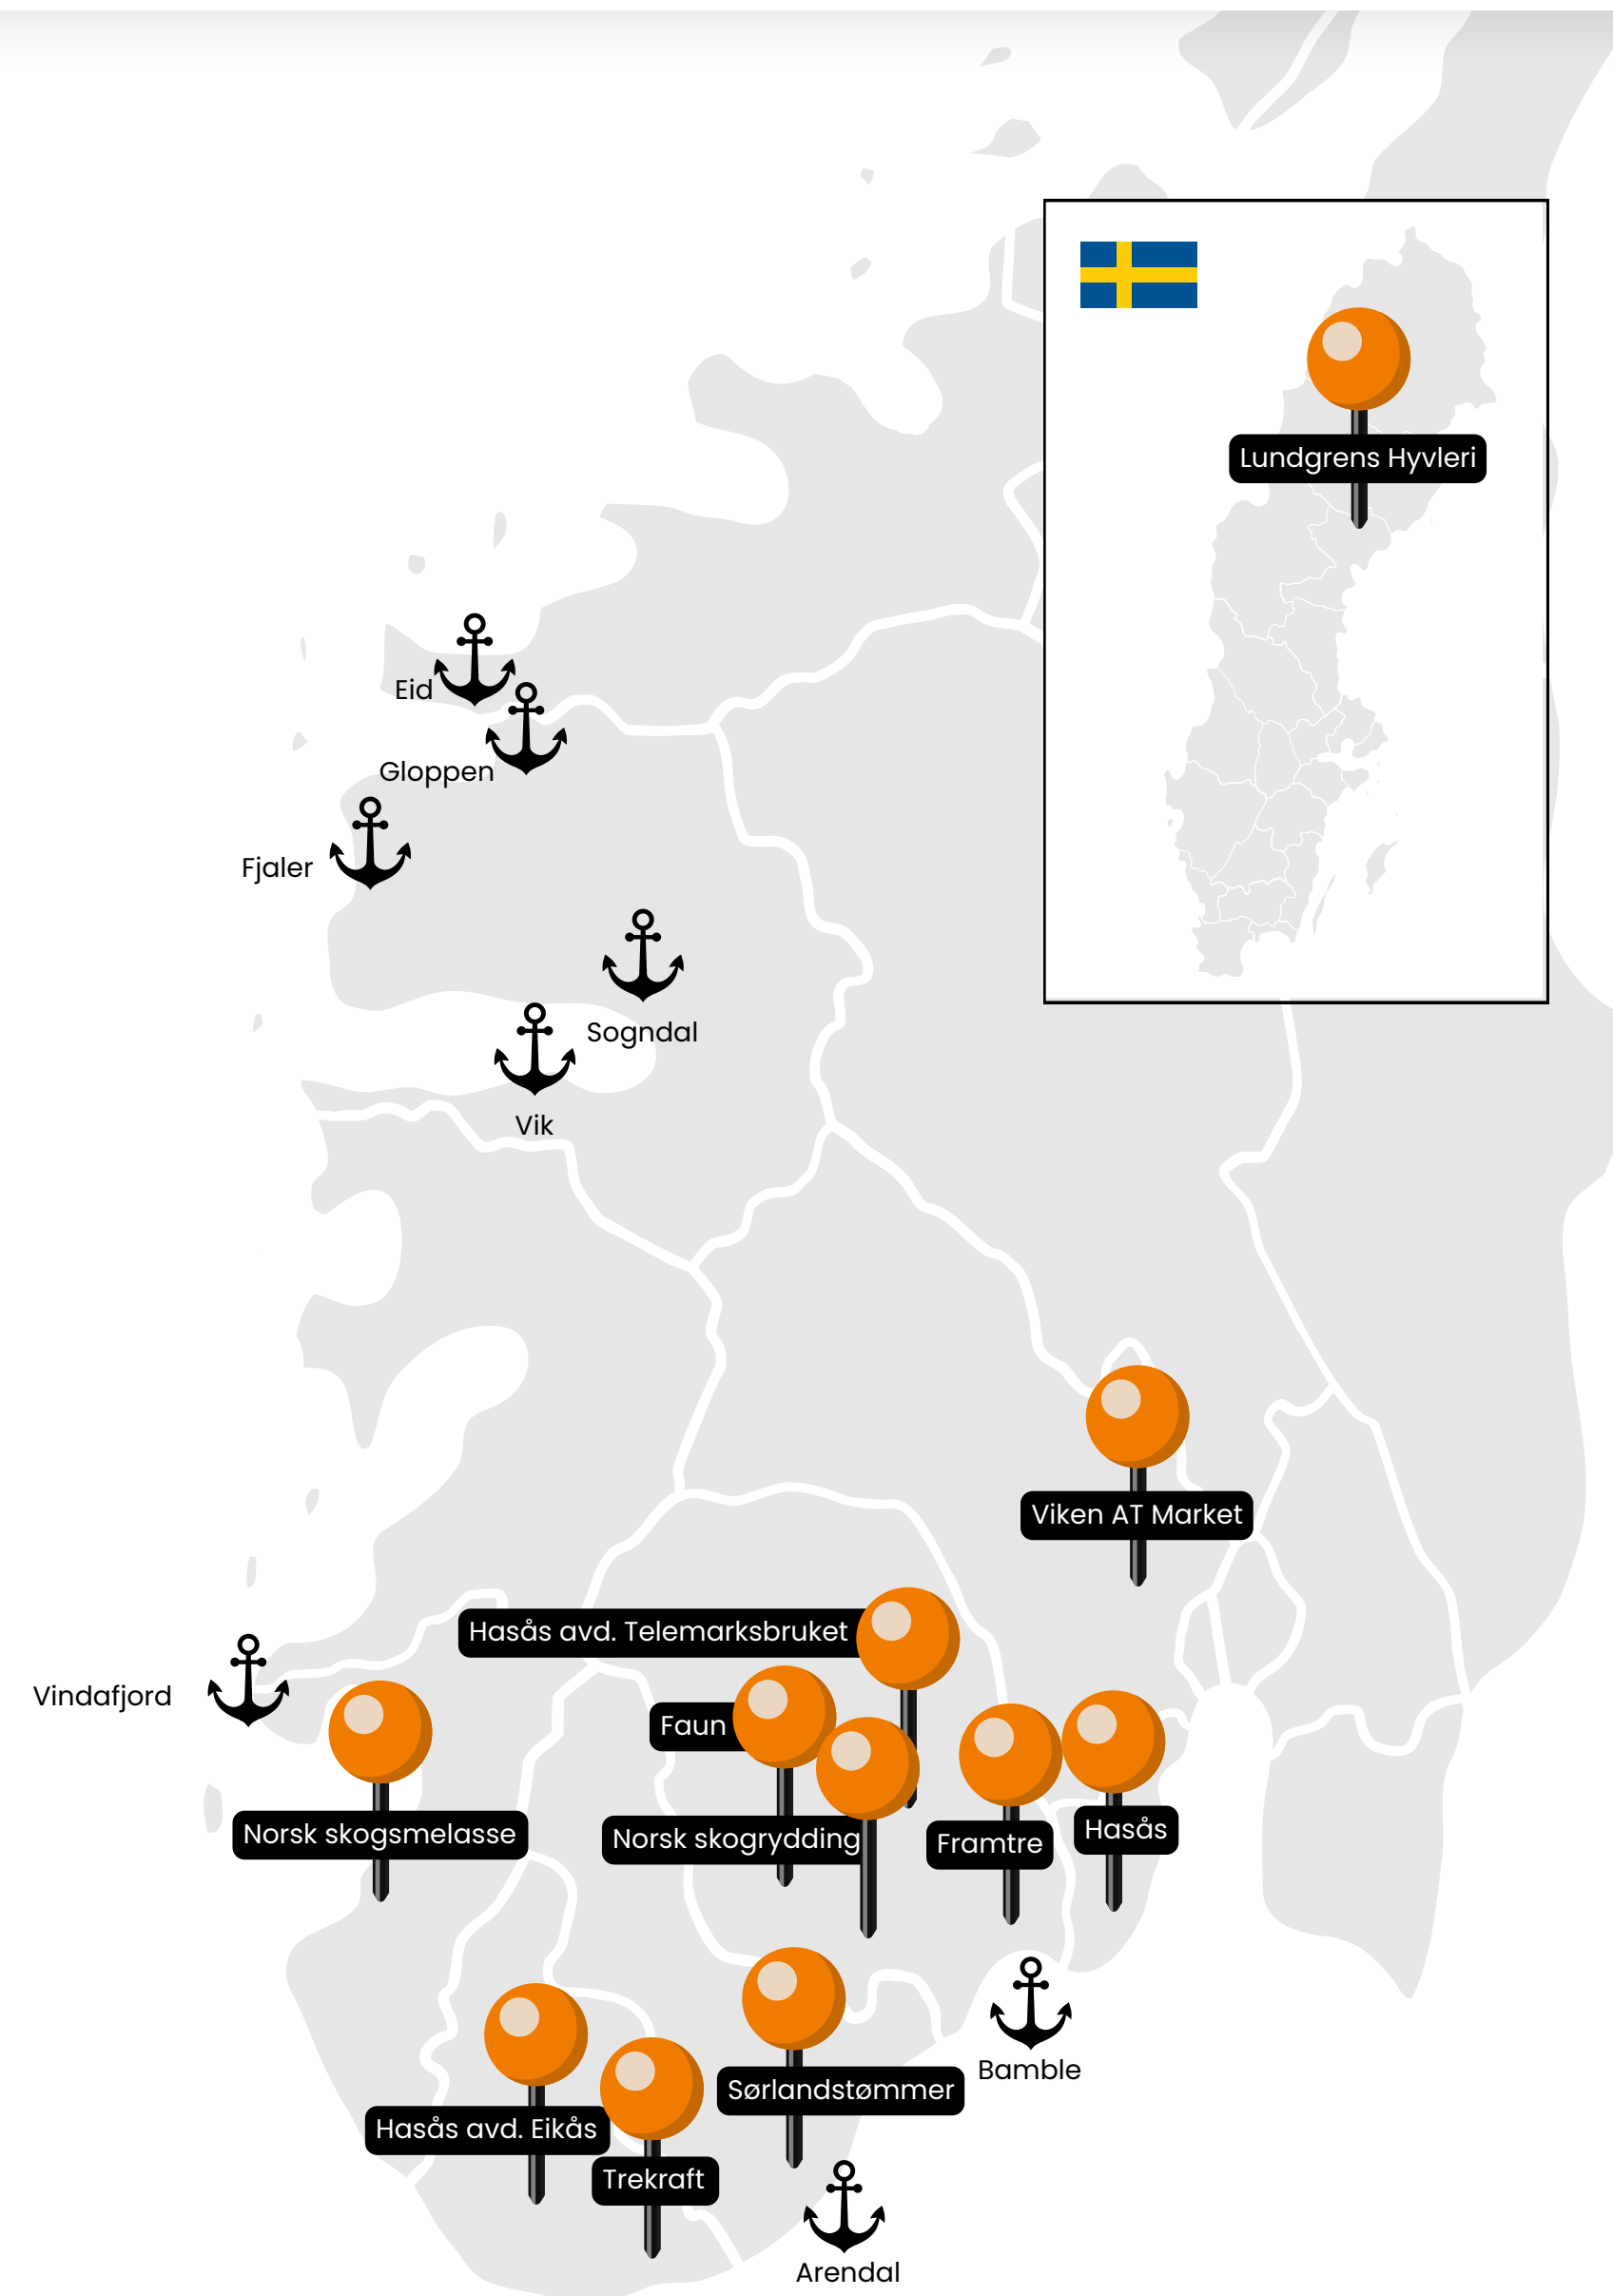 Lundgrens Hyvleri
Eid
Gloppen
Fjaler
Sogndal
Vik
Viken AT Market
Hasås avd. Telemarksbruket
Vindafjord
Faun
Norsk skogsmelasse
Norsk skogrydding
Framtre
Hasås
Bamble
Sørlandstømmer
Hasås avd. Eikås
Trekraft
Arendal